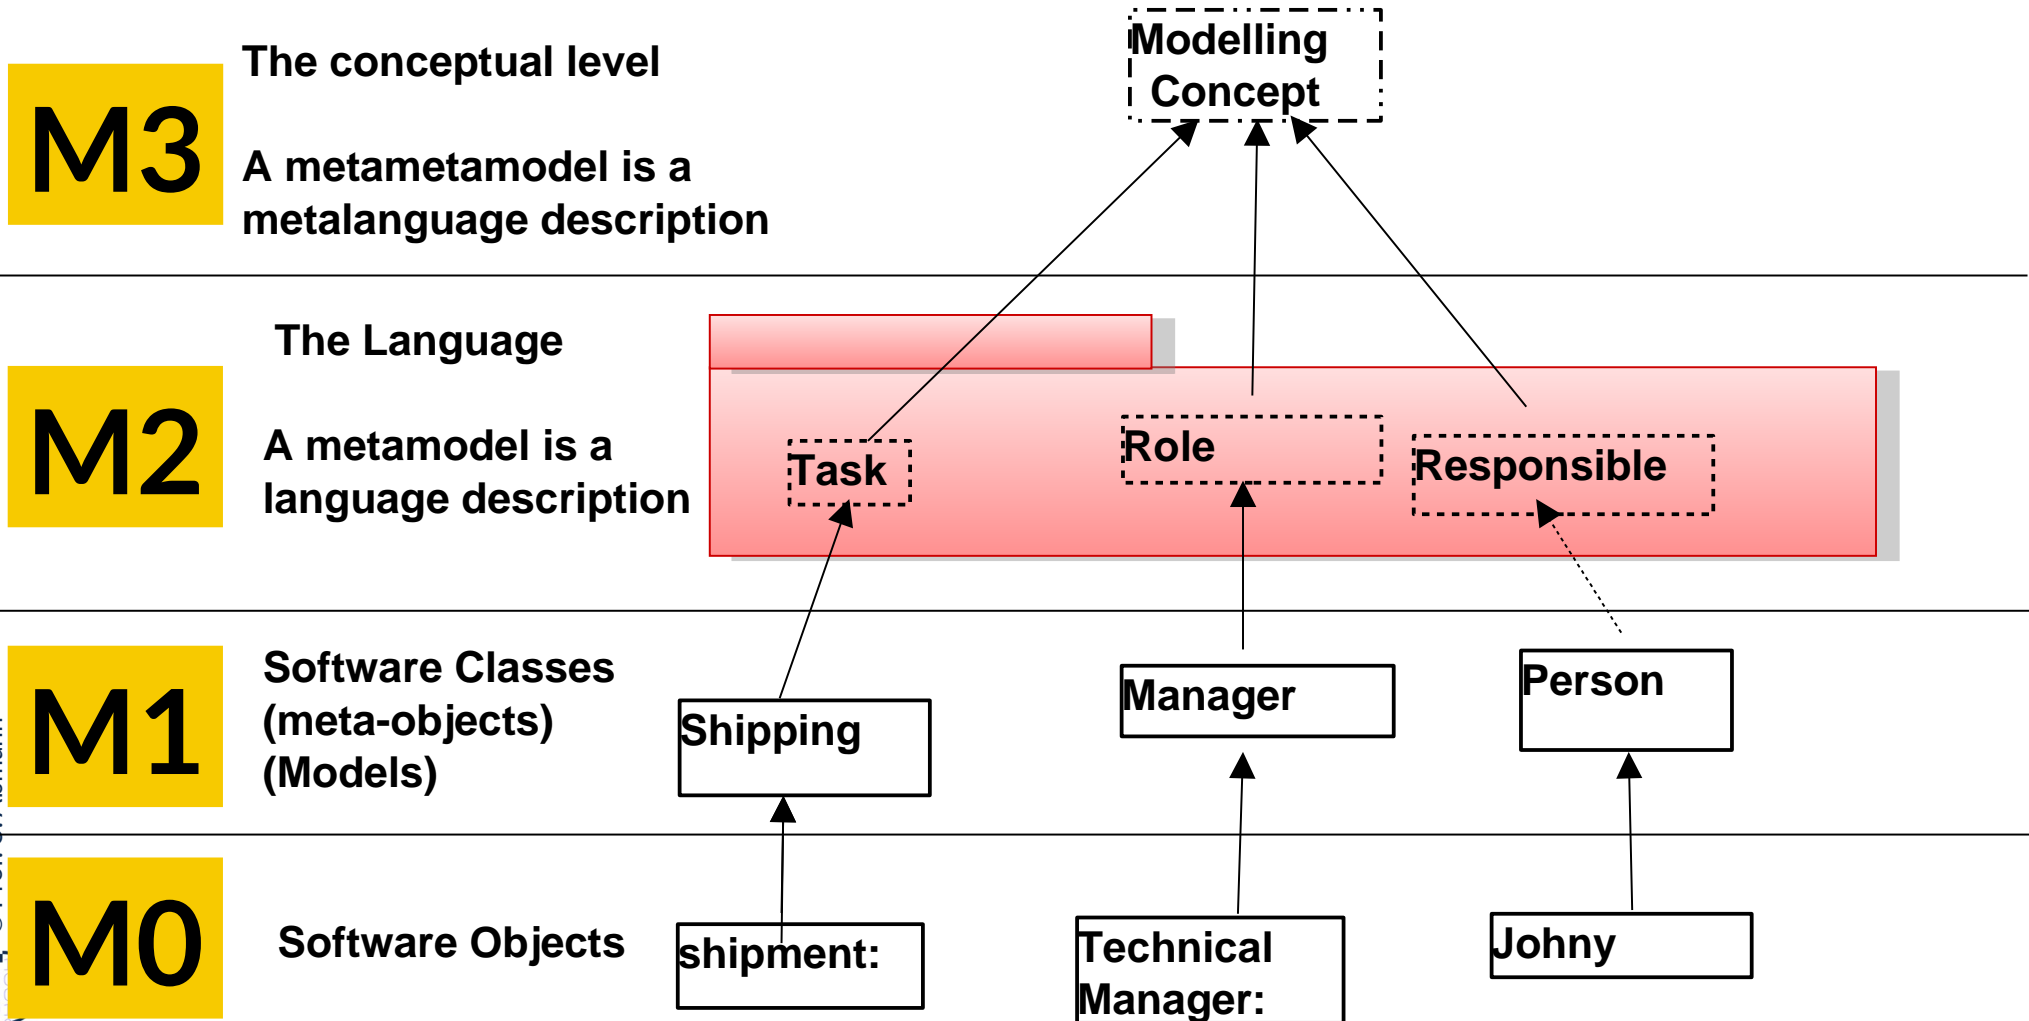 The conceptual level
Modelling
Concept
M3
A metametamodel is a
metalanguage description
The Language
M2
A metamodel is a
language description
Task
Role
Responsible
Software Classes
(meta-objects)
(Models)
M1
Shipping
Manager
Person
M0
Software Objects
shipment:
Technical
Manager:
Johny